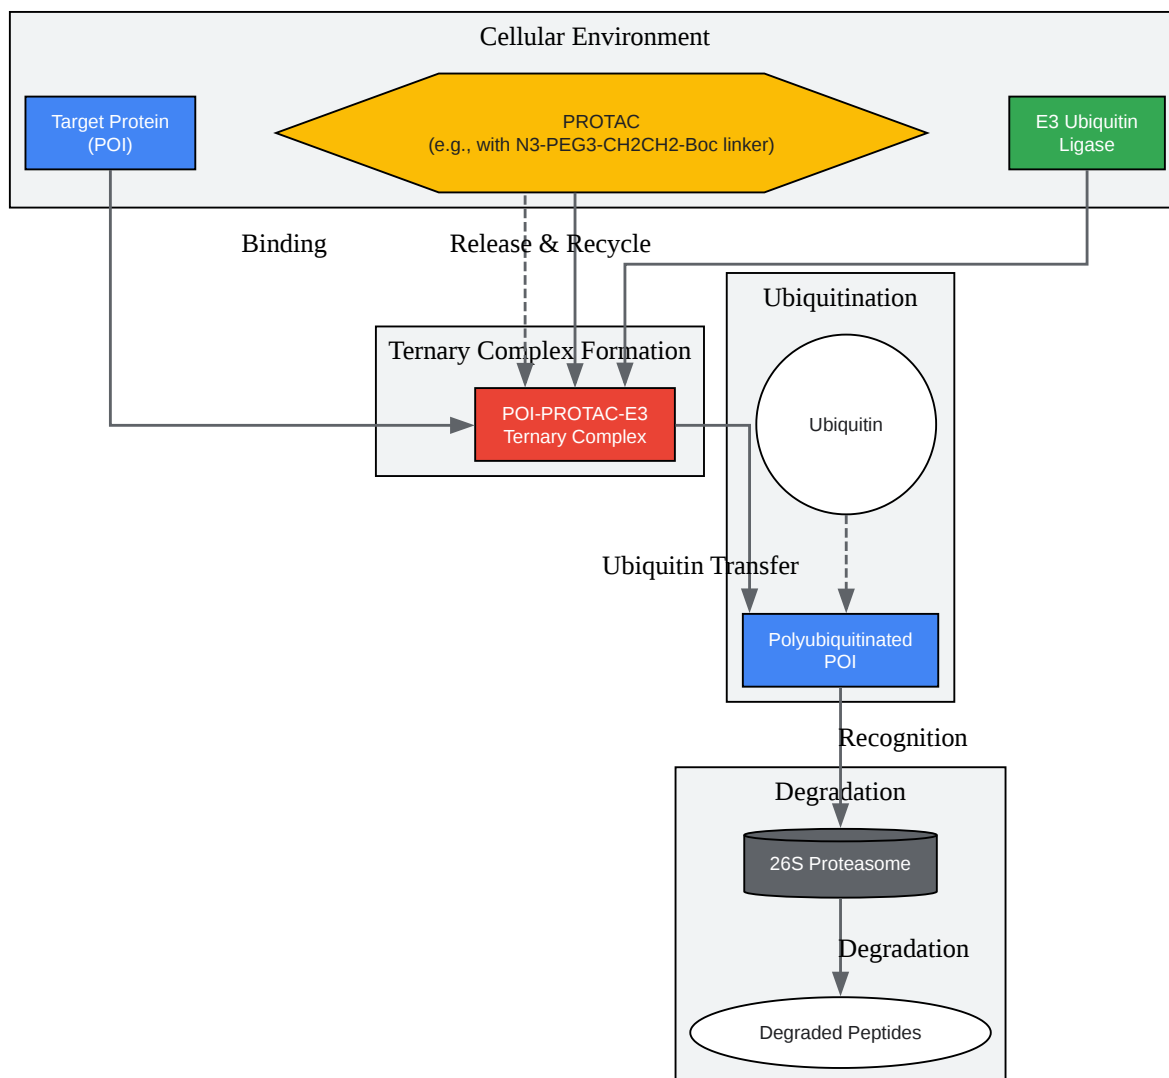 Cellular Environment
Target Protein
(POI)
PROTAC
(e.g., with N3-PEG3-CH2CH2-Boc linker)
E3 Ubiquitin
Ligase
Binding
Release & Recycle
Ubiquitination
Ternary Complex Formation
POI-PROTAC-E3
Ternary Complex
Ubiquitin
Ubiquitin Transfer
Polyubiquitinated
POI
Recognition
Degradation
26S Proteasome
Degradation
Degraded Peptides